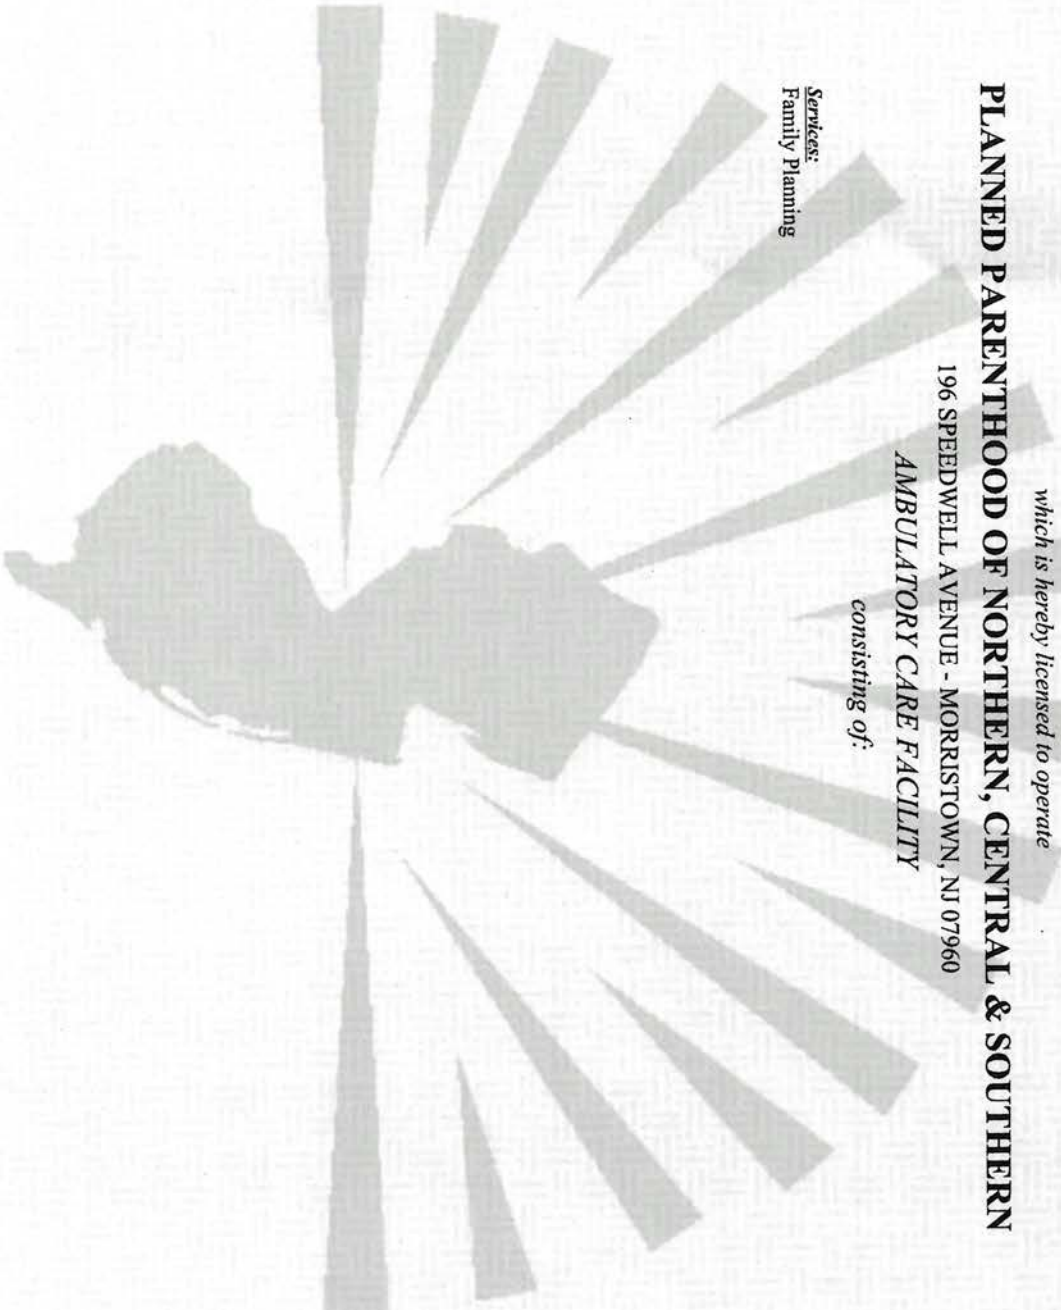 which is hereby licensed to operate
PLANNED PARENTHOOD OF NORTHERN, CENTRAL & SOUTHERN
196 SPEEDWELL AVENUE - MORRISTOWN, NJ 07960
AMBULATORY CARE FACILITY
consisting of:
Services:
Family Planning